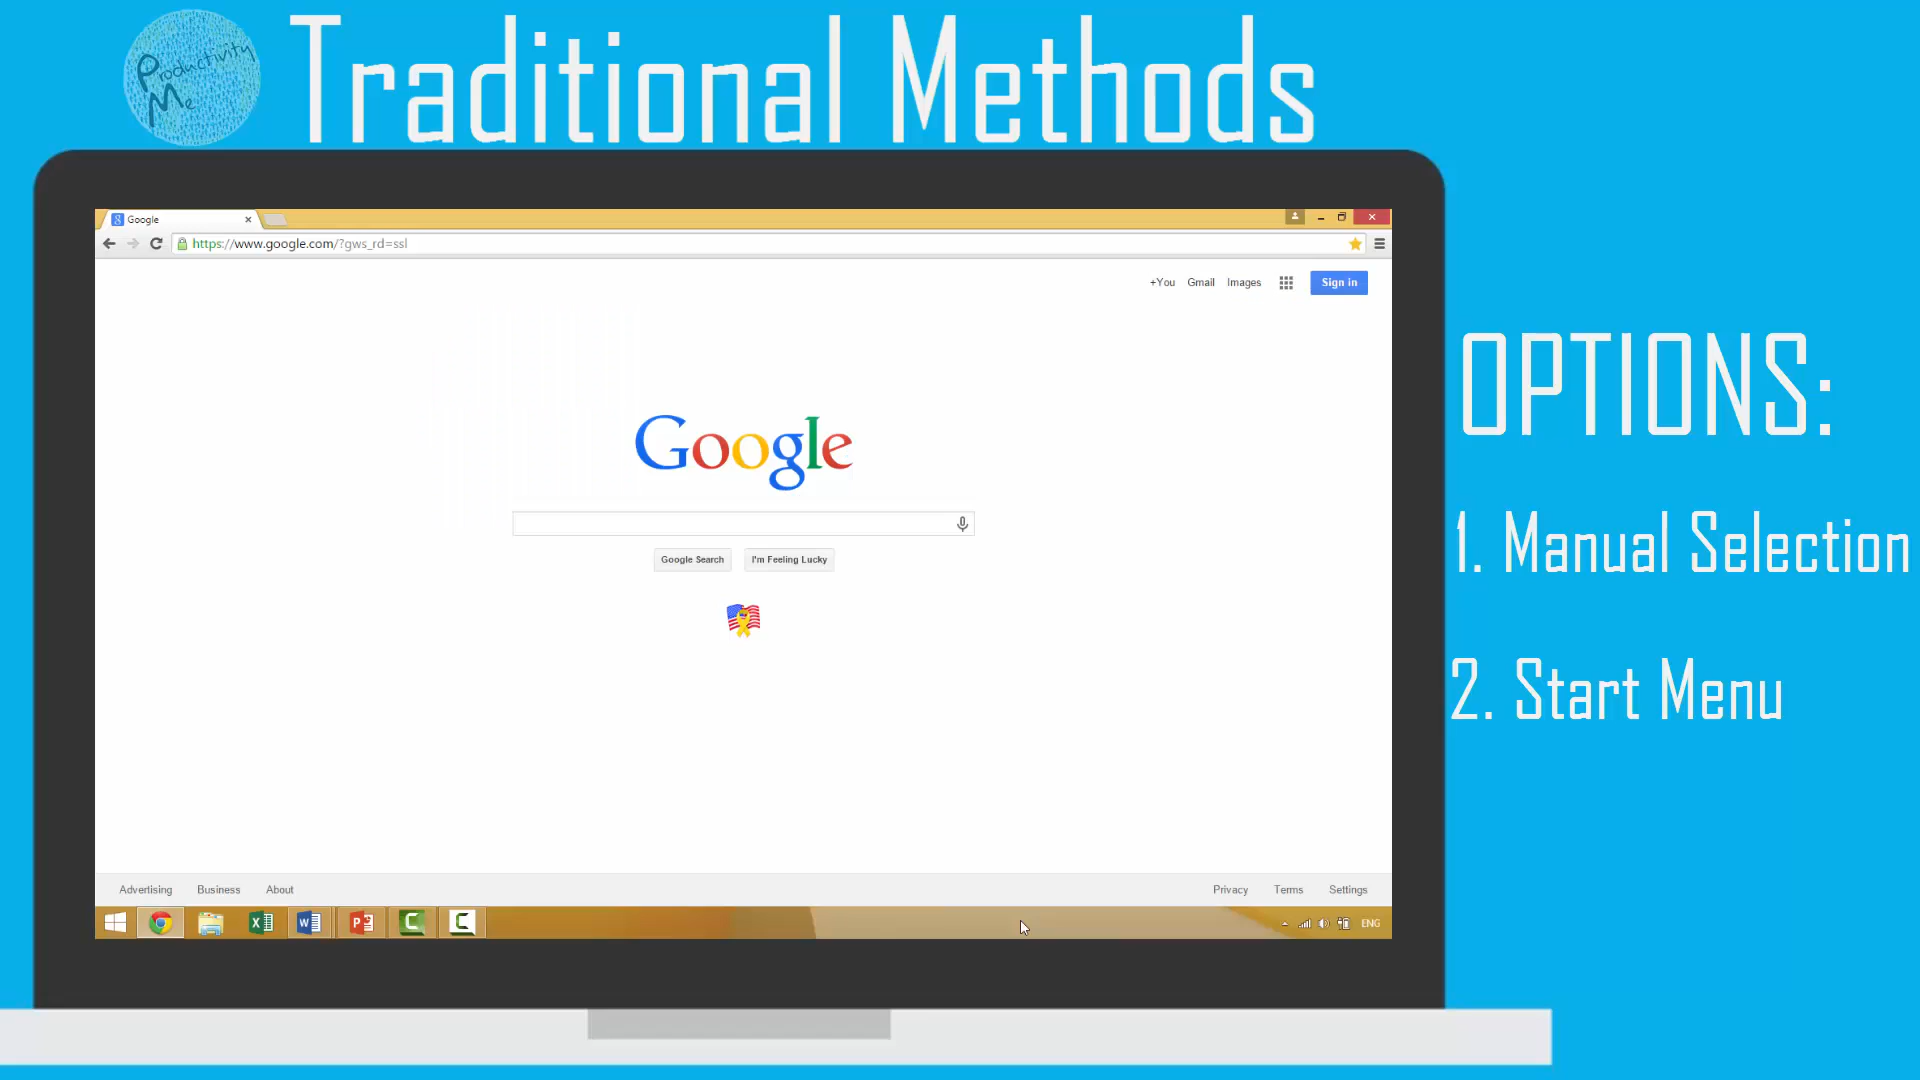 Productivity
Me
Traditional Methods
Google
https://www.google.com/?gws_rd=ssl
+You Gmail Images Sign in
Google
Google Search I'm Feeling Lucky
OPTIONS:
1. Manual Selection
2. Start Menu
Advertising Business About Privacy Terms Settings
ENG